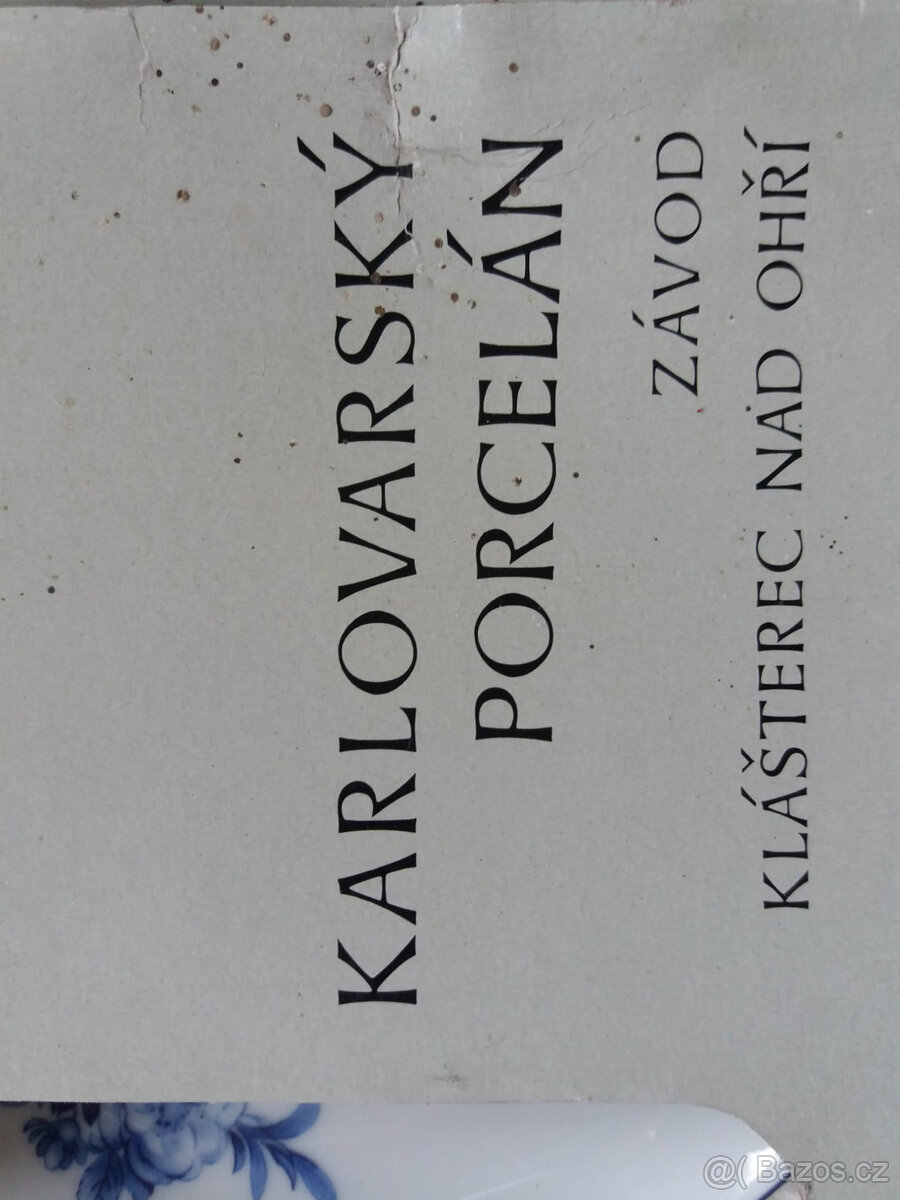 KARLOVARSKÝ
PORCELÁN
ZÁVOD
KLÁŠTEREC NAD OHŘÍ
@( Bazos.cz